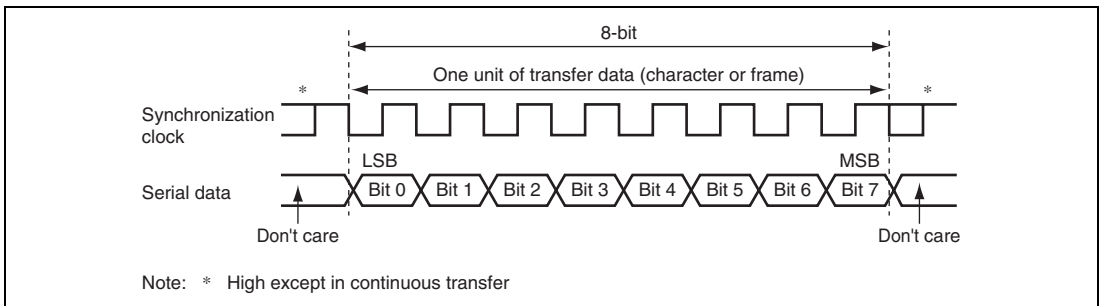 8-bit
One unit of transfer data (character or frame)
* *
Synchronization
clock
LSB MSB
Serial data Bit 0 Bit 1 Bit 2 Bit 3 Bit 4 Bit 5 Bit 6 Bit 7
Don't care Don't care
Note: * High except in continuous transfer